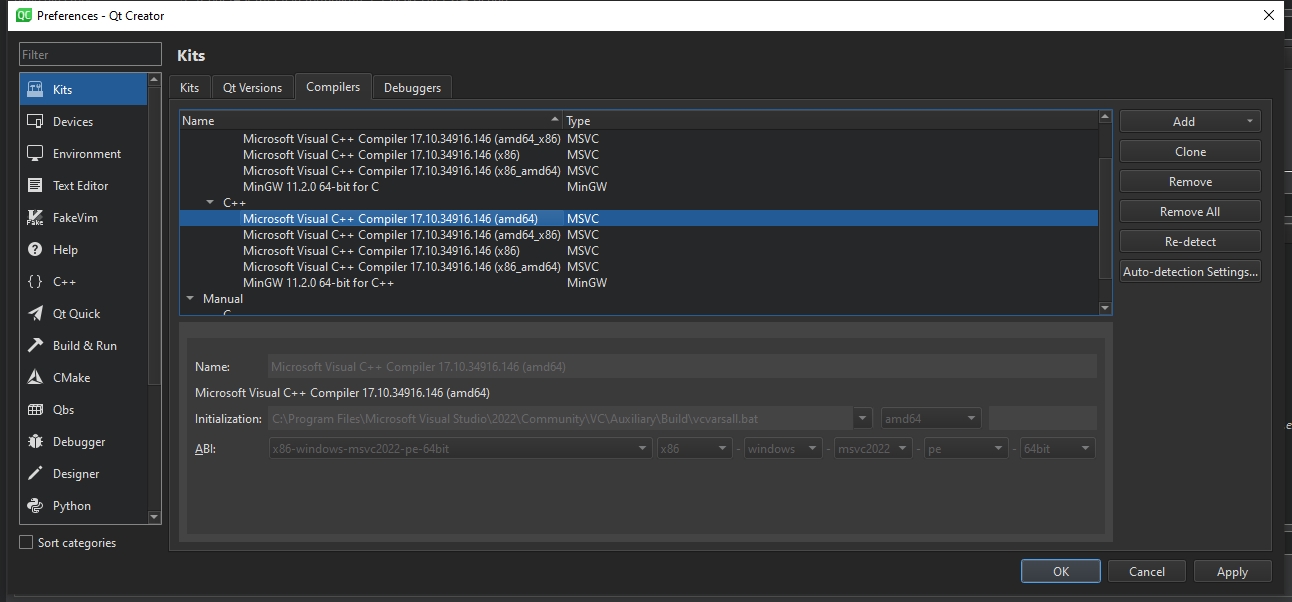 Preferences - Qt Creator
Filter
Kits
Devices
Environment
Text Editor
FakeVim
Help
C++
Qt Quick
Build & Run
CMake
Qbs
Debugger
Designer
Python
Sort categories
Kits
Kits Qt Versions Compilers Debuggers
Name Type
Microsoft Visual C++ Compiler 17.10.34916.146 (amd64_x86) MSVC
Microsoft Visual C++ Compiler 17.10.34916.146 (x86) MSVC
Microsoft Visual C++ Compiler 17.10.34916.146 (x86_amd64) MSVC
MinGW 11.2.0 64-bit for C MinGW
C++
Microsoft Visual C++ Compiler 17.10.34916.146 (amd64) MSVC
Microsoft Visual C++ Compiler 17.10.34916.146 (amd64_x86) MSVC
Microsoft Visual C++ Compiler 17.10.34916.146 (x86) MSVC
Microsoft Visual C++ Compiler 17.10.34916.146 (x86_amd64) MSVC
MinGW 11.2.0 64-bit for C++ MinGW
Manual
C
Add
Clone
Remove
Remove All
Re-detect
Auto-detection Settings...
Name: Microsoft Visual C++ Compiler 17.10.34916.146 (amd64)
Microsoft Visual C++ Compiler 17.10.34916.146 (amd64)
Initialization: C:\Program Files\Microsoft Visual Studio\2022\Community\VC\Auxiliary\Build\vcvarsall.bat amd64
ABI: x86-windows-msvc2022-pe-64bit x86 - windows - msvc2022 - pe - 64bit
OK Cancel Apply